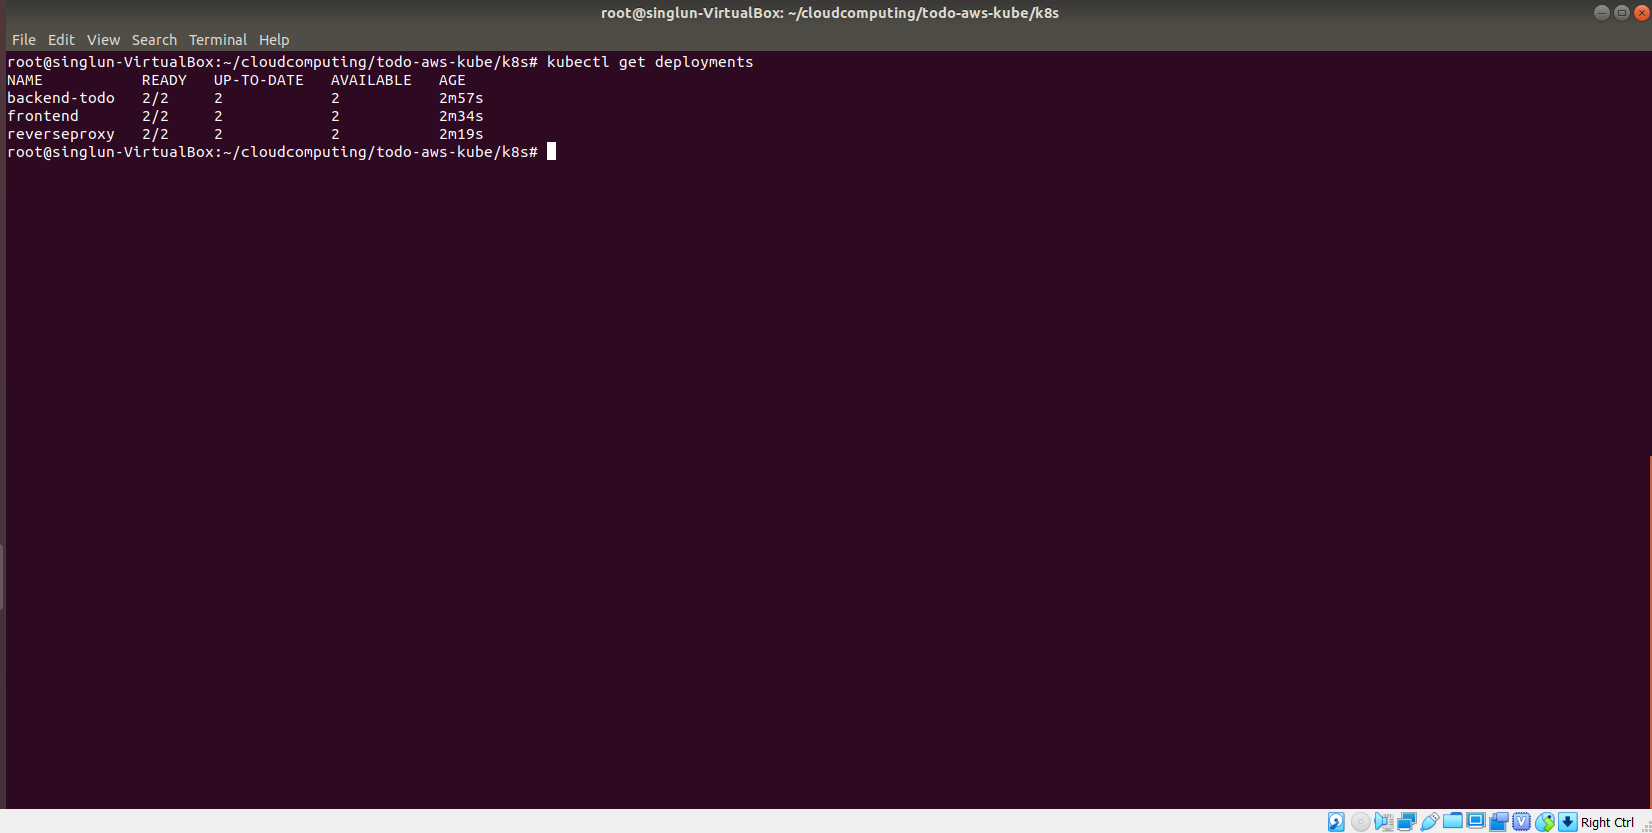 root@singlun-VirtualBox: ~/cloudcomputing/todo-aws-kube/k8s
File Edit View Search Terminal Help
root@singlun-VirtualBox:~/cloudcomputing/todo-aws-kube/k8s# kubectl get deployments
NAME READY UP-TO-DATE AVAILABLE AGE
backend-todo 2/2 2 2 2m57s
frontend 2/2 2 2 2m34s
reverseproxy 2/2 2 2 2m19s
root@singlun-VirtualBox:~/cloudcomputing/todo-aws-kube/k8s#
Right Ctrl